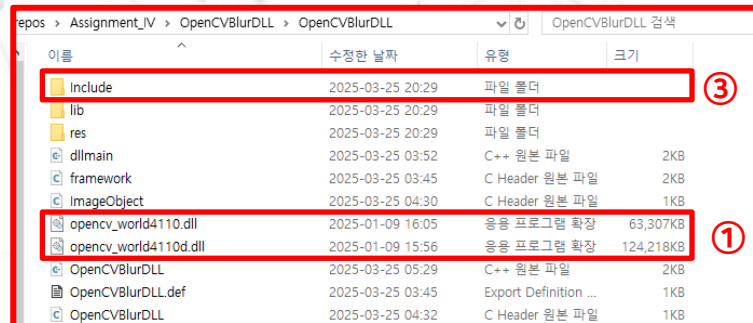 repos > Assignment_IV > OpenCVBlurDLL > OpenCVBlurDLL OpenCVBlurDLL 검색
이름 수정한 날짜 유형 크기
Include 2025-03-25 20:29 파일 폴더 ③
lib 2025-03-25 20:29 파일 폴더
res 2025-03-25 20:29 파일 폴더
dllmain 2025-03-25 03:52 C++ 원본 파일 2KB
framework 2025-03-25 03:45 C Header 원본 파일 2KB
ImageObject 2025-03-25 04:30 C Header 원본 파일 1KB
opencv_world4110.dll 2025-01-09 16:05 응용 프로그램 확장 63,307KB
opencv_world4110d.dll 2025-01-09 15:56 응용 프로그램 확장 124,218KB ①
OpenCVBlurDLL 2025-03-25 05:29 C++ 원본 파일 2KB
OpenCVBlurDLL.def 2025-03-25 03:45 Export Definition ... 1KB
OpenCVBlurDLL 2025-03-25 04:32 C Header 원본 파일 1KB